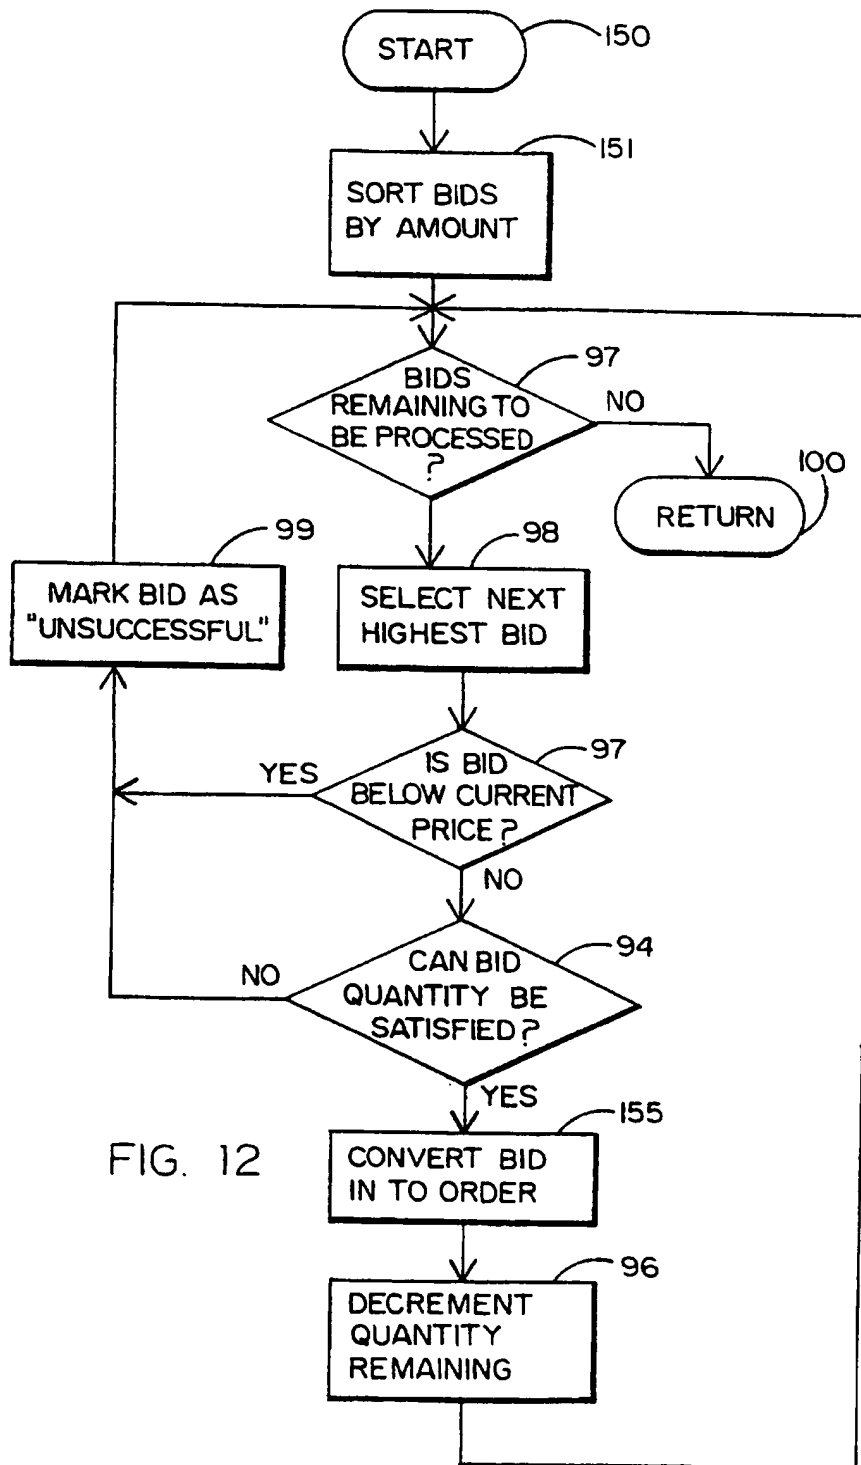 START
150
151
SORT BIDS
BY AMOUNT
97
BIDS
REMAINING TO
BE PROCESSED
?
NO
100
RETURN
99
MARK BID AS
"UNSUCCESSFUL"
98
SELECT NEXT
HIGHEST BID
97
YES
IS BID
BELOW CURRENT
PRICE?
NO
94
NO
CAN BID
QUANTITY BE
SATISFIED?
YES
155
FIG. 12
CONVERT BID
IN TO ORDER
96
DECREMENT
QUANTITY
REMAINING